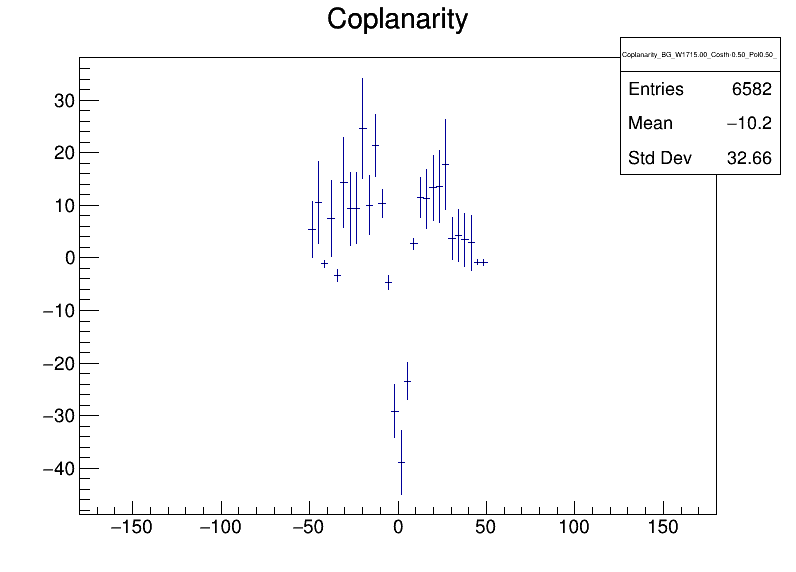 Coplanarity
Coplanarity_BG_W1715.00_Costh-0.50_Pol0.50_
Entries 6582
Mean −10.2
Std Dev 32.66
30
20
10
0
−10
−20
−30
−40
−150 −100 −50 0 50 100 150